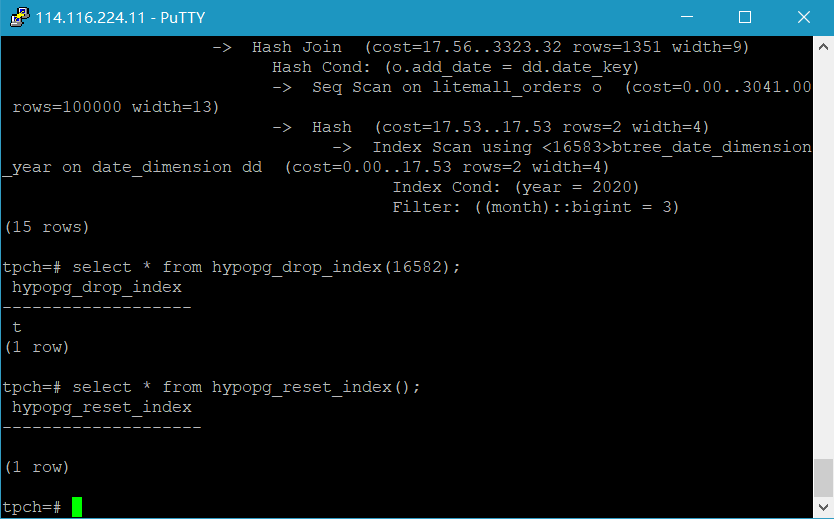 114.116.224.11 - PuTTY
-> Hash Join (cost=17.56..3323.32 rows=1351 width=9)
Hash Cond: (o.add_date = dd.date_key)
-> Seq Scan on litemall_orders o (cost=0.00..3041.00
rows=100000 width=13)
-> Hash (cost=17.53..17.53 rows=2 width=4)
-> Index Scan using <16583>btree_date_dimension
_year on date_dimension dd (cost=0.00..17.53 rows=2 width=4)
Index Cond: (year = 2020)
Filter: ((month)::bigint = 3)
(15 rows)
tpch=# select * from hypopg_drop_index(16582);
hypopg_drop_index
-------------------
t
(1 row)
tpch=# select * from hypopg_reset_index();
hypopg_reset_index
--------------------
(1 row)
tpch=#